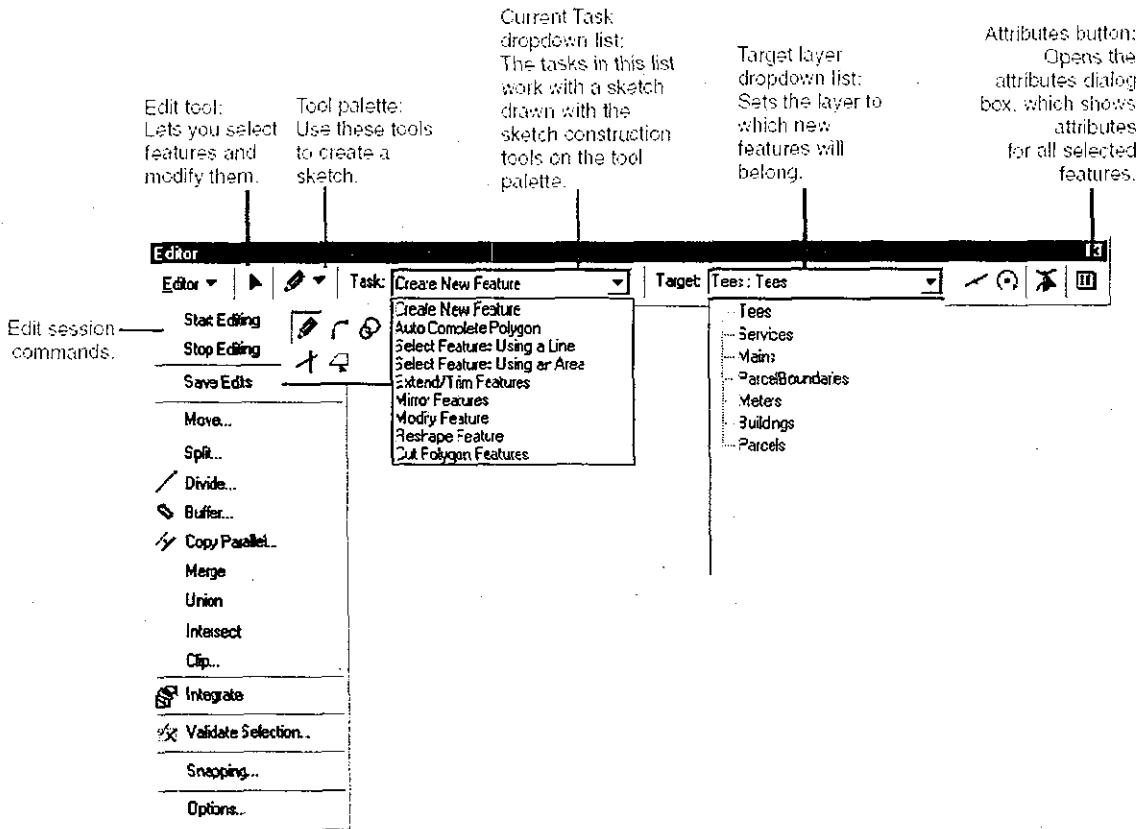 Current Task
dropdown list:
The tasks in this list
work with a sketch
drawn with the
sketch construction
tools on the tool
palette.
Target layer
dropdown list:
Sets the layer to
which new
features will
belong.
Attributes button:
Opens the
attributes dialog
box, which shows
attributes
for all selected
features.
Edit tool:
Lets you select
features and
modify them.
Tool palette:
Use these tools
to create a
sketch.
Editor
Editor
Task: Create New Feature
Target: Tees : Tees
Edit session
commands.
Start Editing
Stop Editing
Save Edits
Move...
Split...
Divide...
Buffer...
Copy Parallel...
Merge
Union
Intersect
Clip...
Integrate
Validate Selection...
Snapping...
Options...
Create New Feature
Auto Complete Polygon
Select Features Using a Line
Select Features Using an Area
Extend/Trim Features
Mirror Features
Modify Feature
Reshape Feature
Cut Polygon Features
Tees
Services
Mains
ParcelBoundaries
Meters
Buildings
Parcels